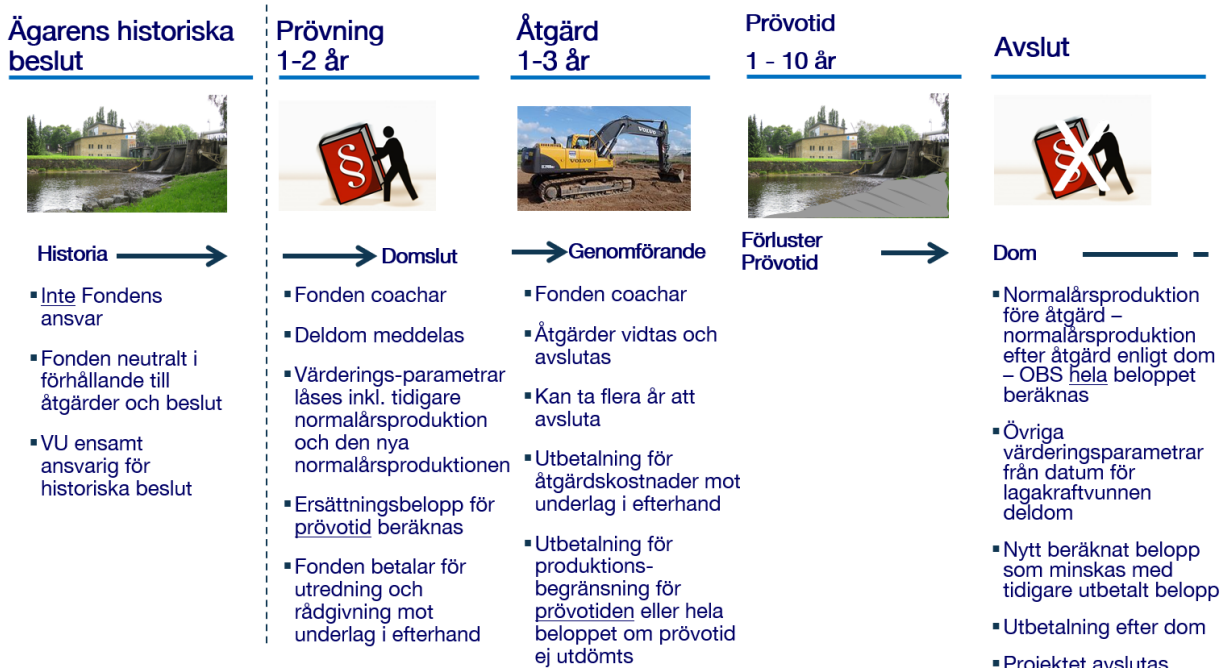 Ägarens historiska
beslut
Historia
Inte Fondens
ansvar
Fonden neutralt i
förhållande till
åtgärder och beslut
VU ensamt
ansvarig för
historiska beslut
Prövning
1-2 år
§
Domslut
Fonden coachar
Deldom meddelas
Värderings-parametrar
låses inkl. tidigare
normalårsproduktion
och den nya
normalårsproduktionen
Ersättningsbelopp för
prövotid beräknas
Fonden betalar för
utredning och
rådgivning mot
underlag i efterhand
Åtgärd
1-3 år
VOLVO
VOLVO
Genomförande
Fonden coachar
Åtgärder vidtas och
avslutas
Kan ta flera år att
avsluta
Utbetalning för
åtgärdskostnader mot
underlag i efterhand
Utbetalning för
produktions-
begränsning för
prövotiden eller hela
beloppet om prövotid
ej utdömts
Prövotid
1 - 10 år
Förluster
Prövotid
Avslut
§
Dom
Normalårsproduktion
före åtgärd –
normalårsproduktion
efter åtgärd enligt dom
– OBS hela beloppet
beräknas
Övriga
värderingsparametrar
från datum för
lagakraftvunnen
deldom
Nytt beräknat belopp
som minskas med
tidigare utbetalt belopp
Utbetalning efter dom
Projektet avslutas